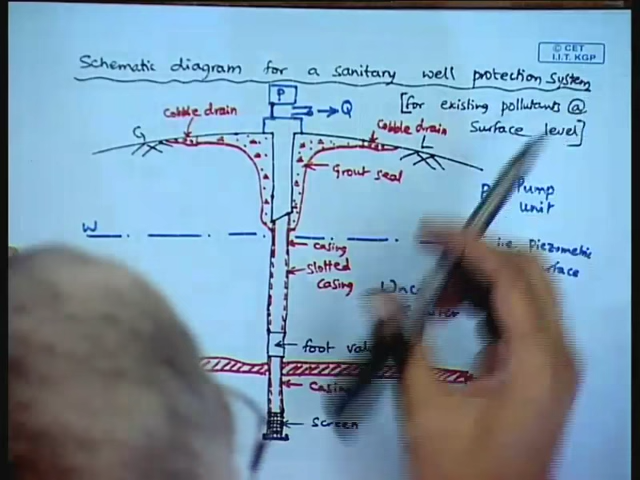 © CET
I.I.T. KGP
Schematic diagram for a sanitary well protection system
[for existing pollutants @
Surface level]
P
Q
Cobble drain
Cobble drain
G
L
Grout seal
Pump
unit
W
casing
i.e. Piezometric
surface
slotted
casing
foot
casing
Screen